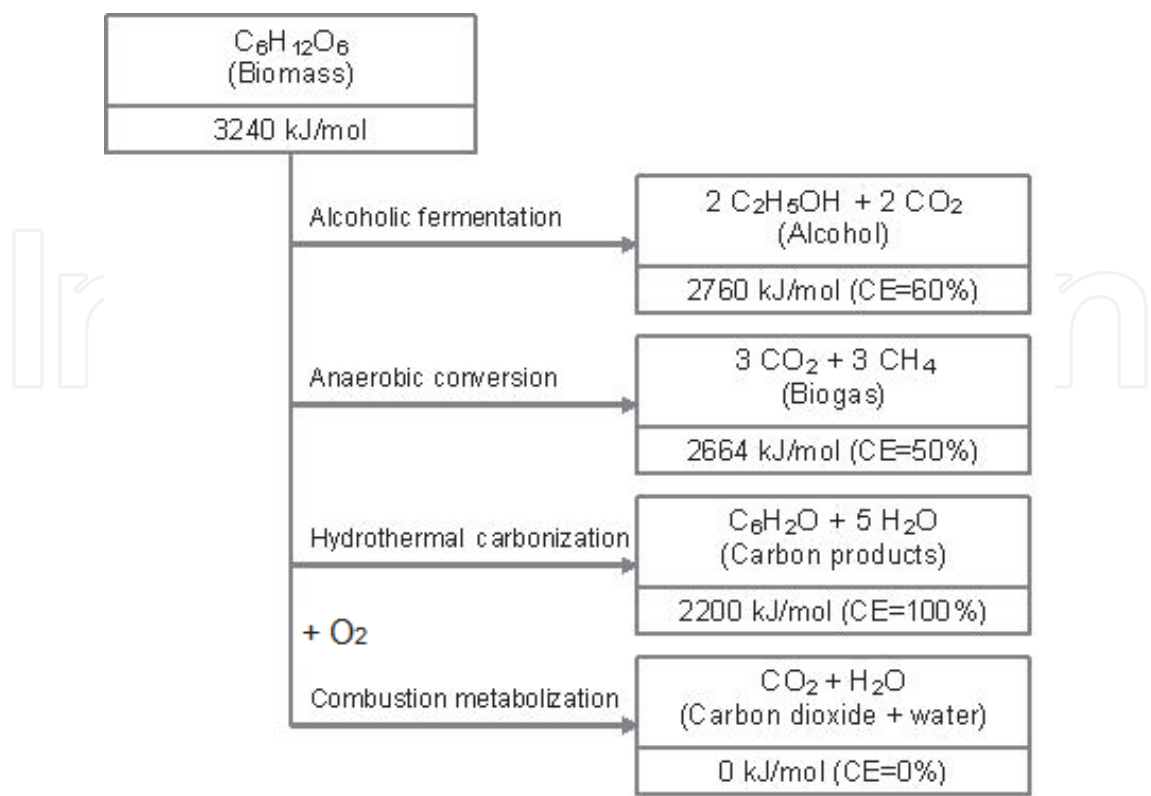 C₆H₁₂O₆
(Biomass)
3240 kJ/mol
Alcoholic fermentation
2 C₂H₅OH + 2 CO₂
(Alcohol)
2760 kJ/mol (CE=60%)
Anaerobic conversion
3 CO₂ + 3 CH₄
(Biogas)
2664 kJ/mol (CE=50%)
Hydrothermal carbonization
C₆H₂O + 5 H₂O
(Carbon products)
2200 kJ/mol (CE=100%)
+ O₂
Combustion metabolization
CO₂ + H₂O
(Carbon dioxide + water)
0 kJ/mol (CE=0%)